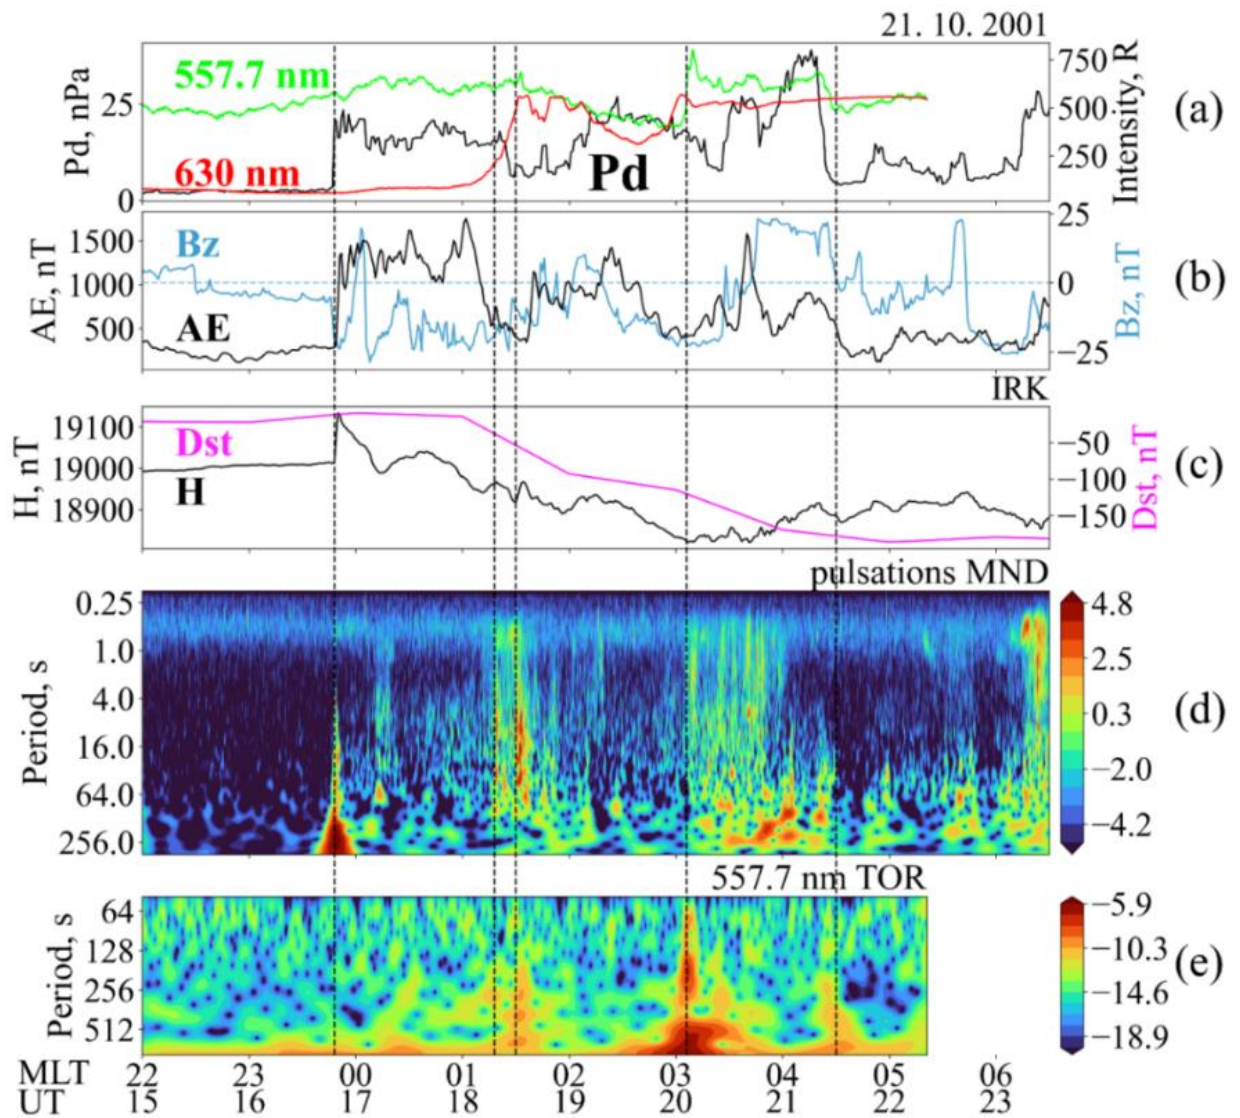 21. 10. 2001
557.7 nm
630 nm
Pd
Pd, nPa
25
0
750
500
250
Intensity, R
(a)
Bz
AE
AE, nT
1500
1000
500
25
0
−25
Bz, nT
(b)
IRK
Dst
H
H, nT
19100
19000
18900
−50
−100
−150
Dst, nT
(c)
pulsations MND
Period, s
0.25
1.0
4.0
16.0
64.0
256.0
4.8
2.5
0.3
−2.0
−4.2
(d)
557.7 nm TOR
Period, s
64
128
256
512
−5.9
−10.3
−14.6
−18.9
(e)
MLT 22 23 00 01 02 03 04 05 06
UT 15 16 17 18 19 20 21 22 23